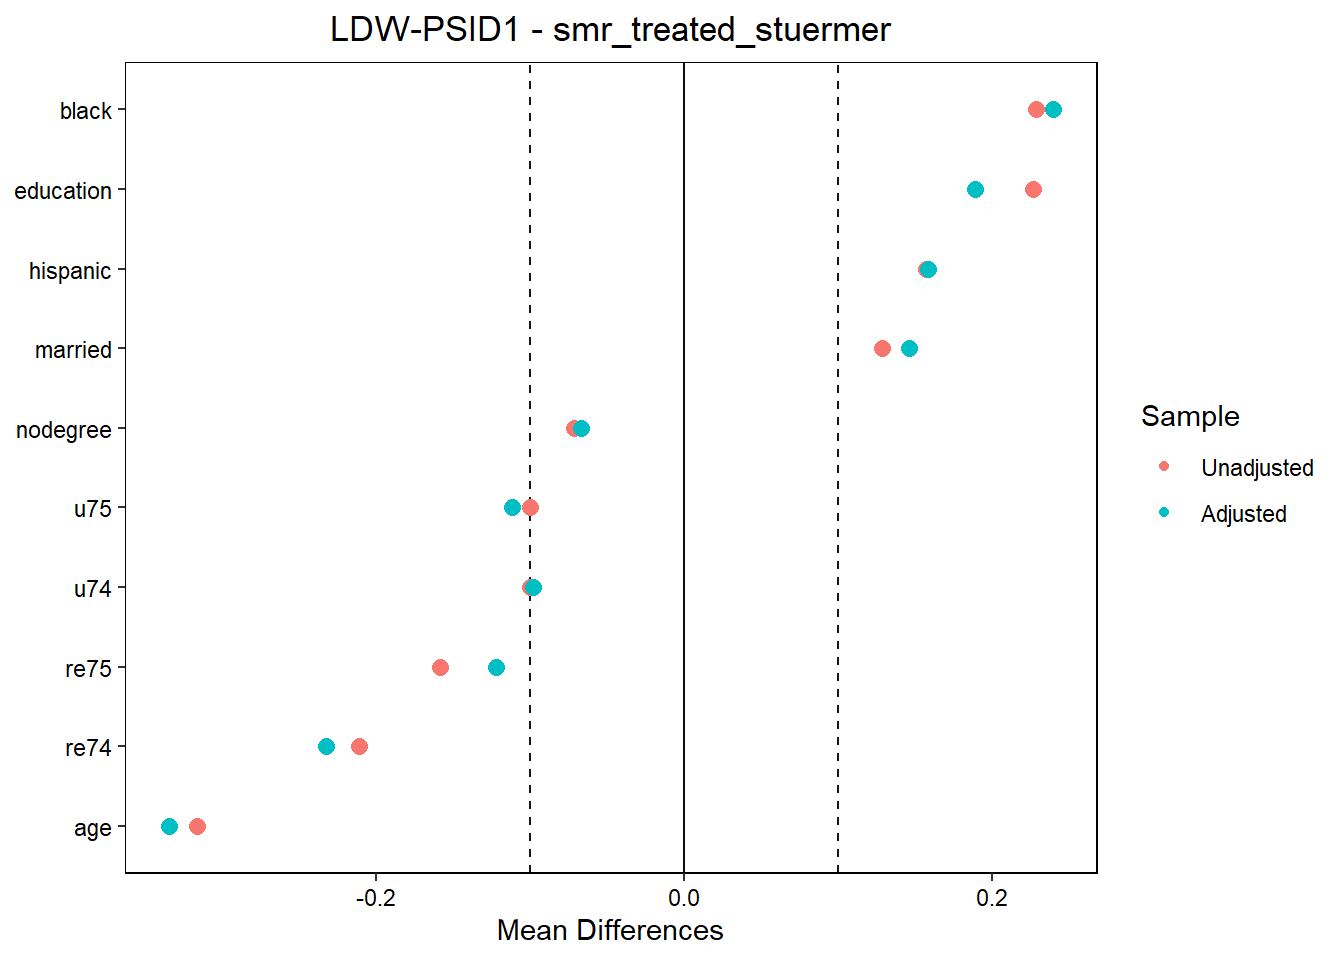 LDW-PSID1 - smr_treated_stuermer
black
education
hispanic
married
nodegree
u75
u74
re75
re74
age
-0.2
0.0
0.2
Mean Differences
Sample
Unadjusted
Adjusted